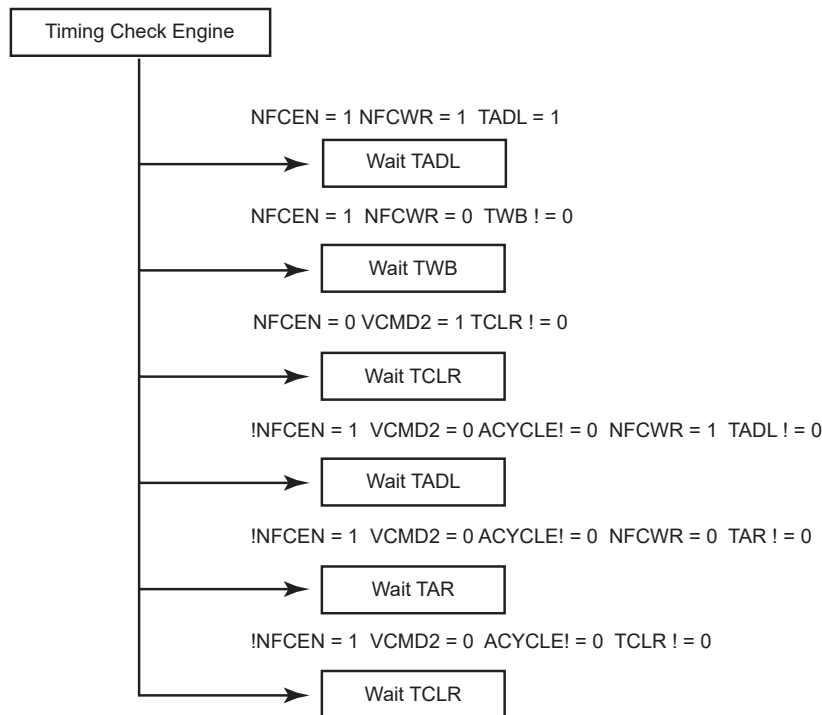 Timing Check Engine
NFCEN = 1 NFCWR = 1 TADL = 1
Wait TADL
NFCEN = 1 NFCWR = 0 TWB ! = 0
Wait TWB
NFCEN = 0 VCMD2 = 1 TCLR ! = 0
Wait TCLR
!NFCEN = 1 VCMD2 = 0 ACYCLE! = 0 NFCWR = 1 TADL ! = 0
Wait TADL
!NFCEN = 1 VCMD2 = 0 ACYCLE! = 0 NFCWR = 0 TAR ! = 0
Wait TAR
!NFCEN = 1 VCMD2 = 0 ACYCLE! = 0 TCLR ! = 0
Wait TCLR